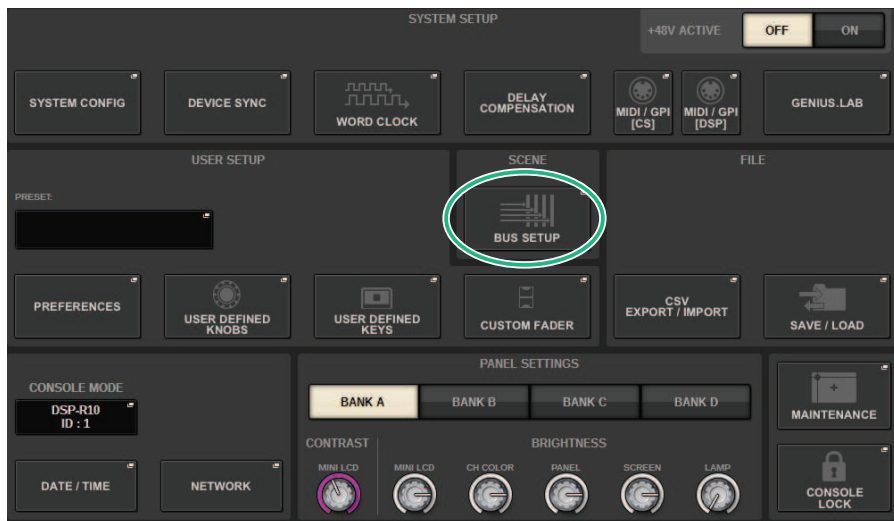 SYSTEM SETUP
+48V ACTIVE
OFF
ON
SYSTEM CONFIG
DEVICE SYNC
WORD CLOCK
DELAY
COMPENSATION
MIDI / GPI
[CS]
MIDI / GPI
[DSP]
GENIUS.LAB
USER SETUP
SCENE
FILE
PRESET:
BUS SETUP
PREFERENCES
USER DEFINED
KNOBS
USER DEFINED
KEYS
CUSTOM FADER
CSV
EXPORT / IMPORT
SAVE / LOAD
CONSOLE MODE
DSP-R10
ID : 1
DATE / TIME
NETWORK
PANEL SETTINGS
BANK A
BANK B
BANK C
BANK D
CONTRAST
BRIGHTNESS
MINI LCD
MINI LCD
CH COLOR
PANEL
SCREEN
LAMP
MAINTENANCE
CONSOLE
LOCK